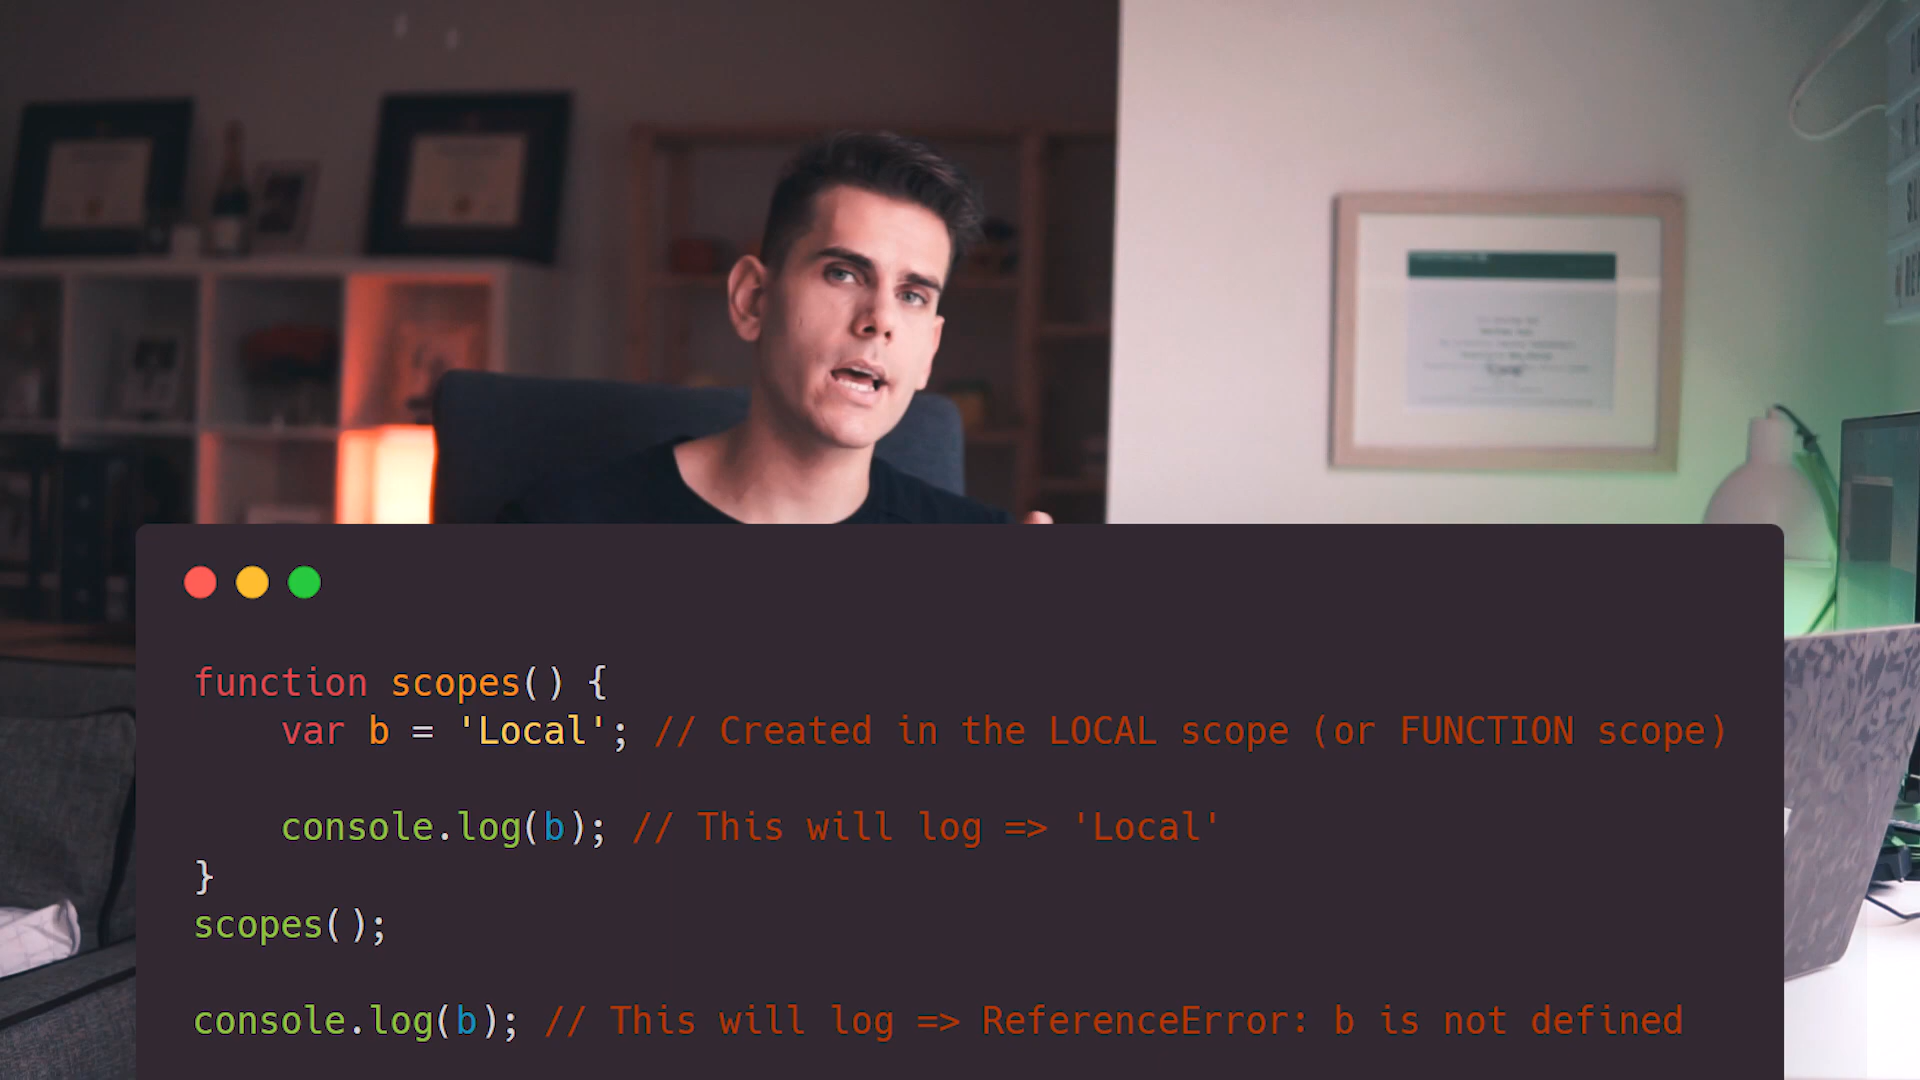 function scopes() {
var b = 'Local'; // Created in the LOCAL scope (or FUNCTION scope)
console.log(b); // This will log => 'Local'
}
scopes();
console.log(b); // This will log => ReferenceError: b is not defined